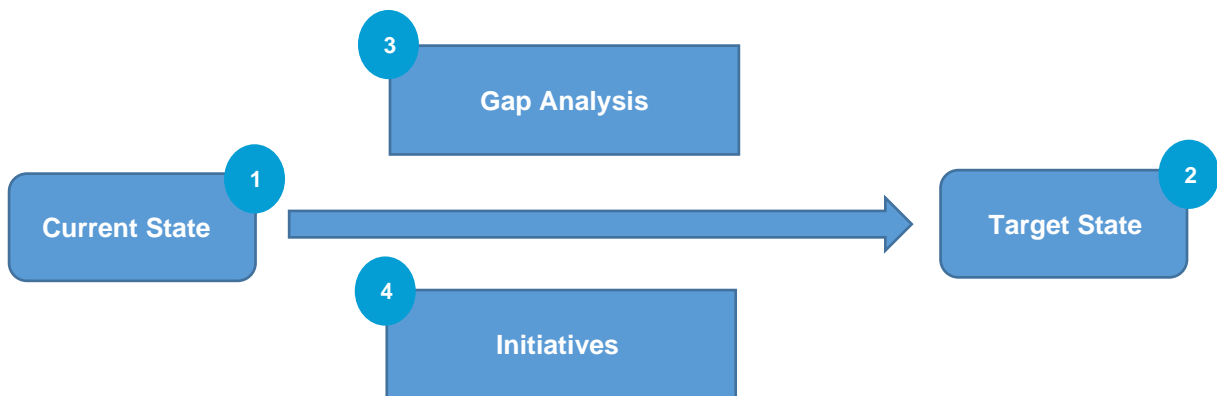 3
Gap Analysis
1
Current State
2
Target State
4
Initiatives